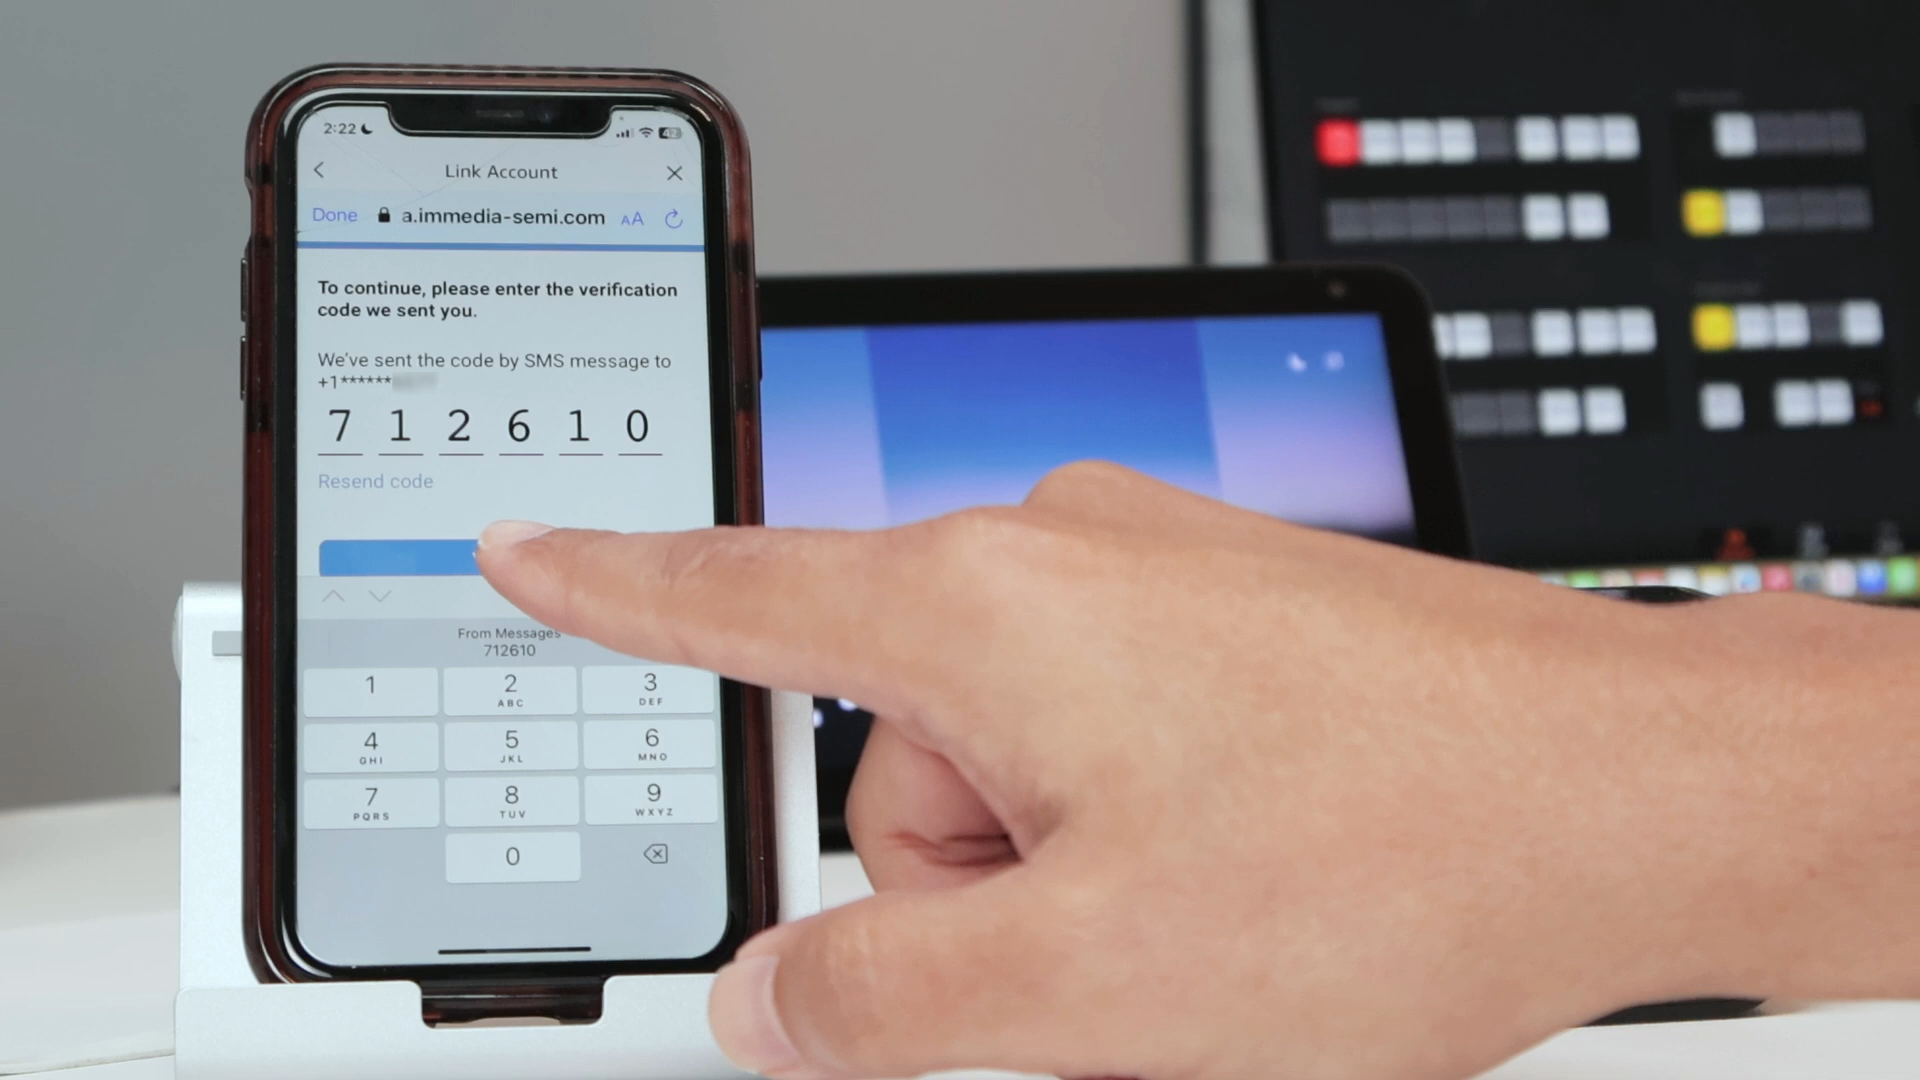 2:22
42
Link Account
Done a.immedia-semi.com AA
To continue, please enter the verification
code we sent you.
We've sent the code by SMS message to
+1******
7 1 2 6 1 0
Resend code
From Messages
712610
1 2 3
ABC DEF
4 5 6
GHI JKL MNO
7 8 9
PQRS TUV WXYZ
0